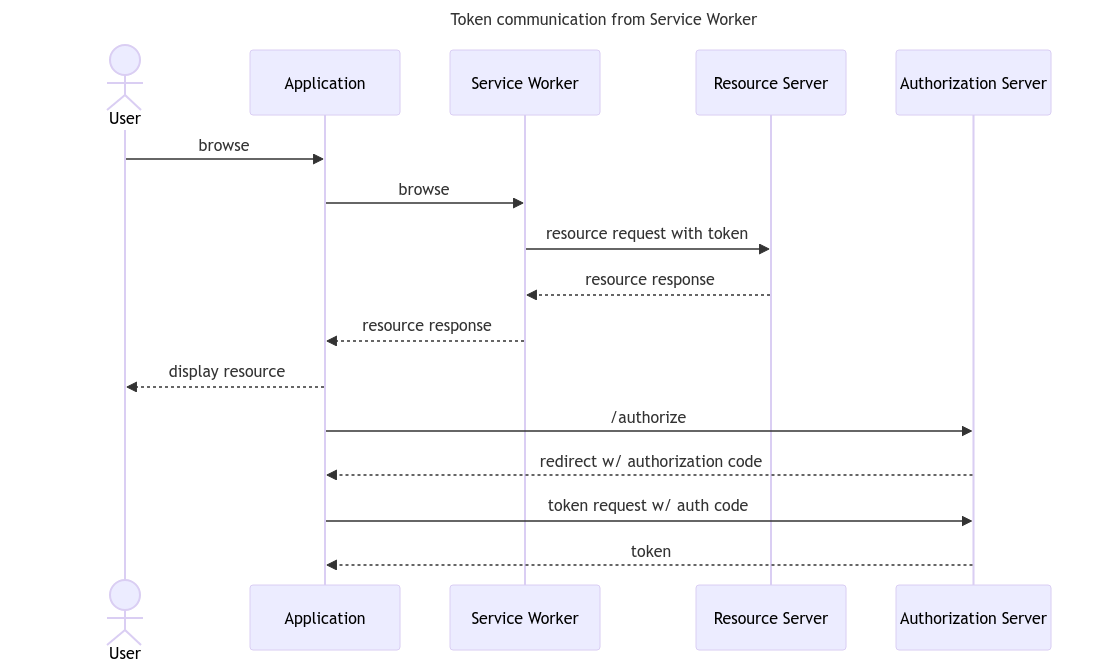 Token communication from Service Worker
User
Application
Service Worker
Resource Server
Authorization Server
browse
browse
resource request with token
resource response
resource response
display resource
/authorize
redirect w/ authorization code
token request w/ auth code
token
User
Application
Service Worker
Resource Server
Authorization Server